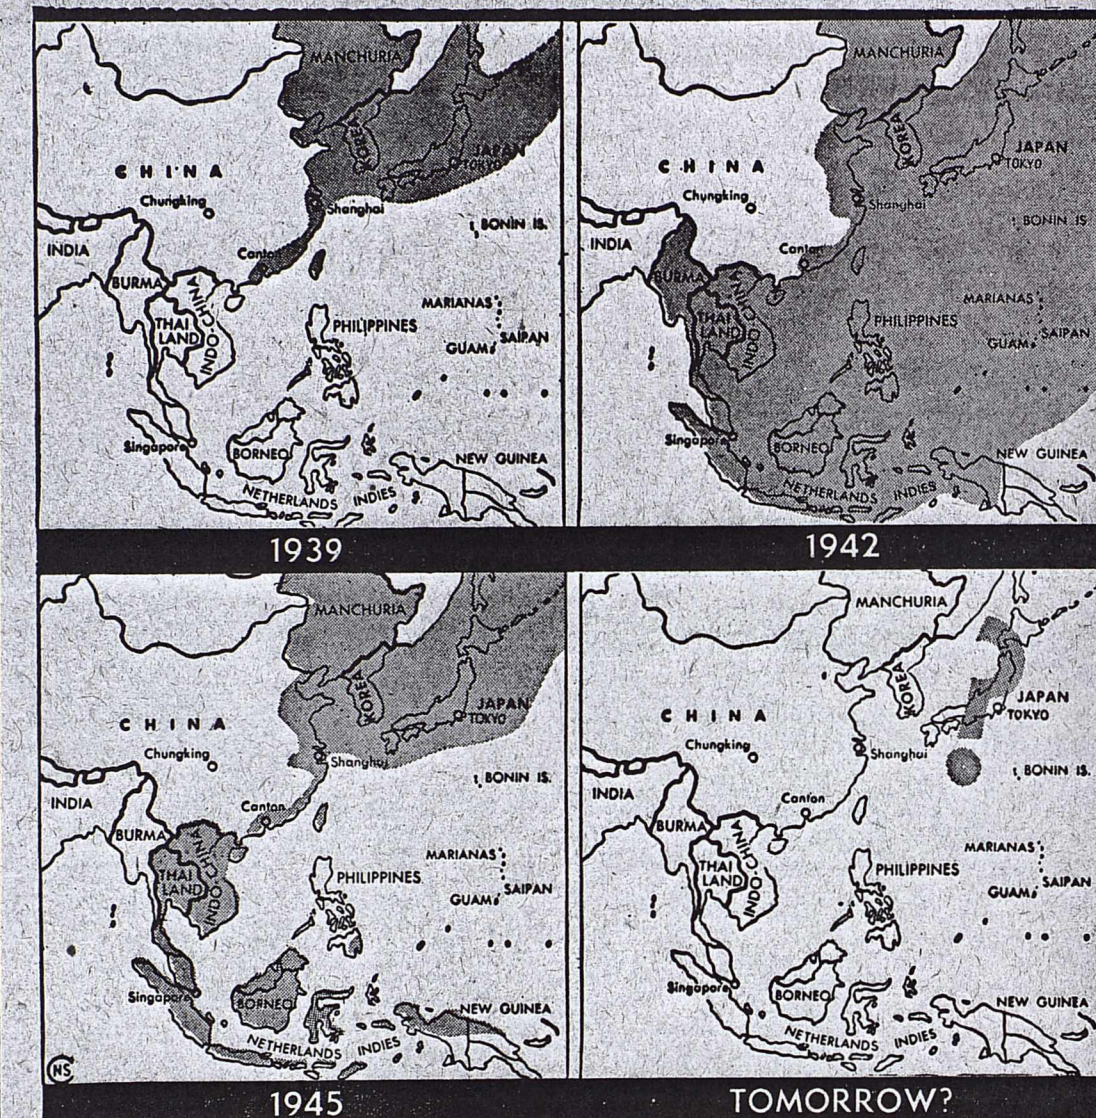 MANCHURIA
KOREA
JAPAN
TOKYO
CHINA
Chungking
Shanghai
BONIN IS.
INDIA
Canton
BURMA
INDO-CHINA
THAI
LAND
MARIANAS
PHILIPPINES
SAIPAN
GUAM
Singapore
BORNEO
NEW GUINEA
NETHERLANDS INDIES
1939
MANCHURIA
KOREA
JAPAN
TOKYO
CHINA
Chungking
Shanghai
BONIN IS
INDIA
Canton
BURMA
INDO-CHINA
THAI
LAND
MARIANAS
PHILIPPINES
SAIPAN
GUAM
Singapore
BORNEO
NEW GUINEA
NETHERLANDS INDIES
1942
MANCHURIA
KOREA
JAPAN
TOKYO
CHINA
Chungking
Shanghai
BONIN IS.
INDIA
Canton
BURMA
INDO-CHINA
THAI
LAND
MARIANAS
PHILIPPINES
SAIPAN
GUAM
Singapore
BORNEO
NEW GUINEA
NETHERLANDS INDIES
CNS
1945
MANCHURIA
KOREA
JAPAN
TOKYO
CHINA
Chungking
Shanghai
?
BONIN IS.
INDIA
Canton
BURMA
INDO-CHINA
THAI
LAND
MARIANAS
PHILIPPINES
SAIPAN
GUAM
Singapore
BORNEO
NEW GUINEA
NETHERLANDS INDIES
TOMORROW?